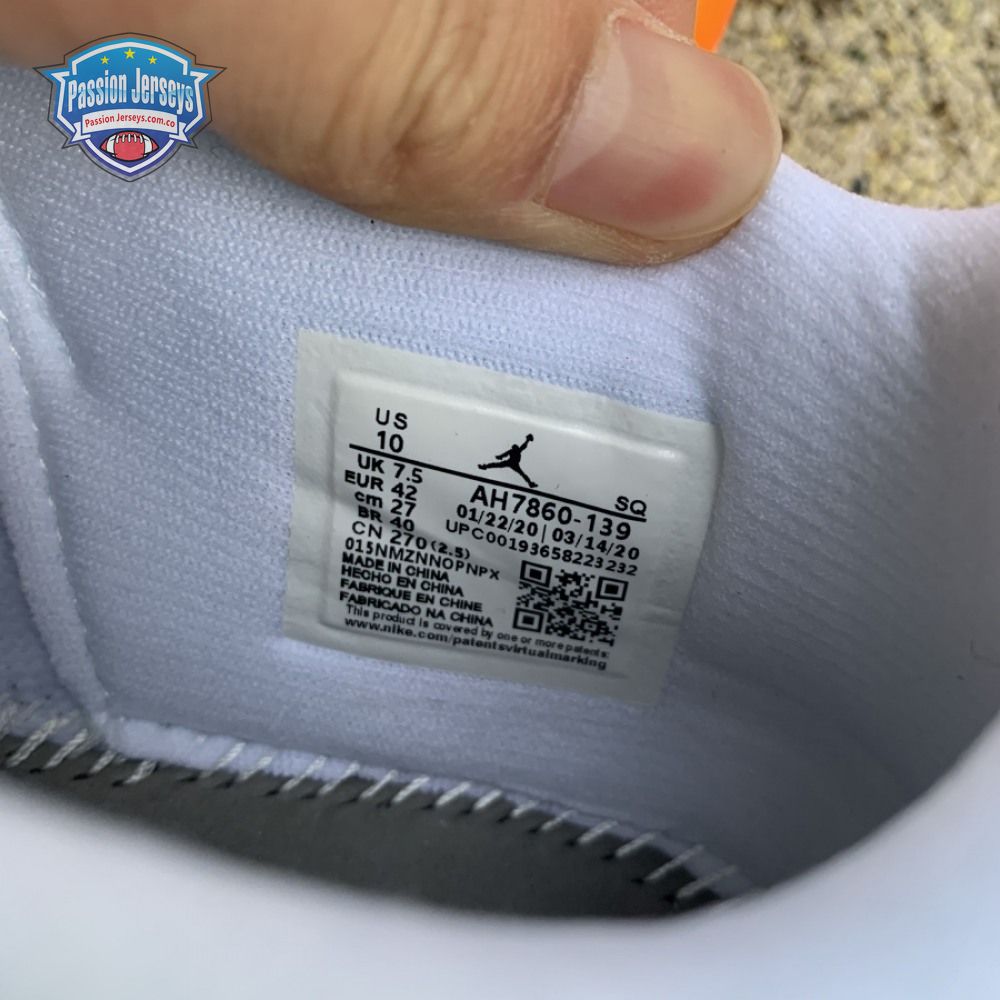 Passion Jerseys
Passion Jerseys.com.co
US
10
UK 7.5
EUR 42
cm 27
BR 40
CN 270 (2.5)
SQ
AH7860-139
01/22/20 | 03/14/20
UPC00193658223232
015NMZNNOPNPX
MADE IN CHINA
HECHO EN CHINA
FABRIQUE EN CHINE
FABRICADO NA CHINA
This product is covered by one or more patents:
www.nike.com/patentsvirtualmarking